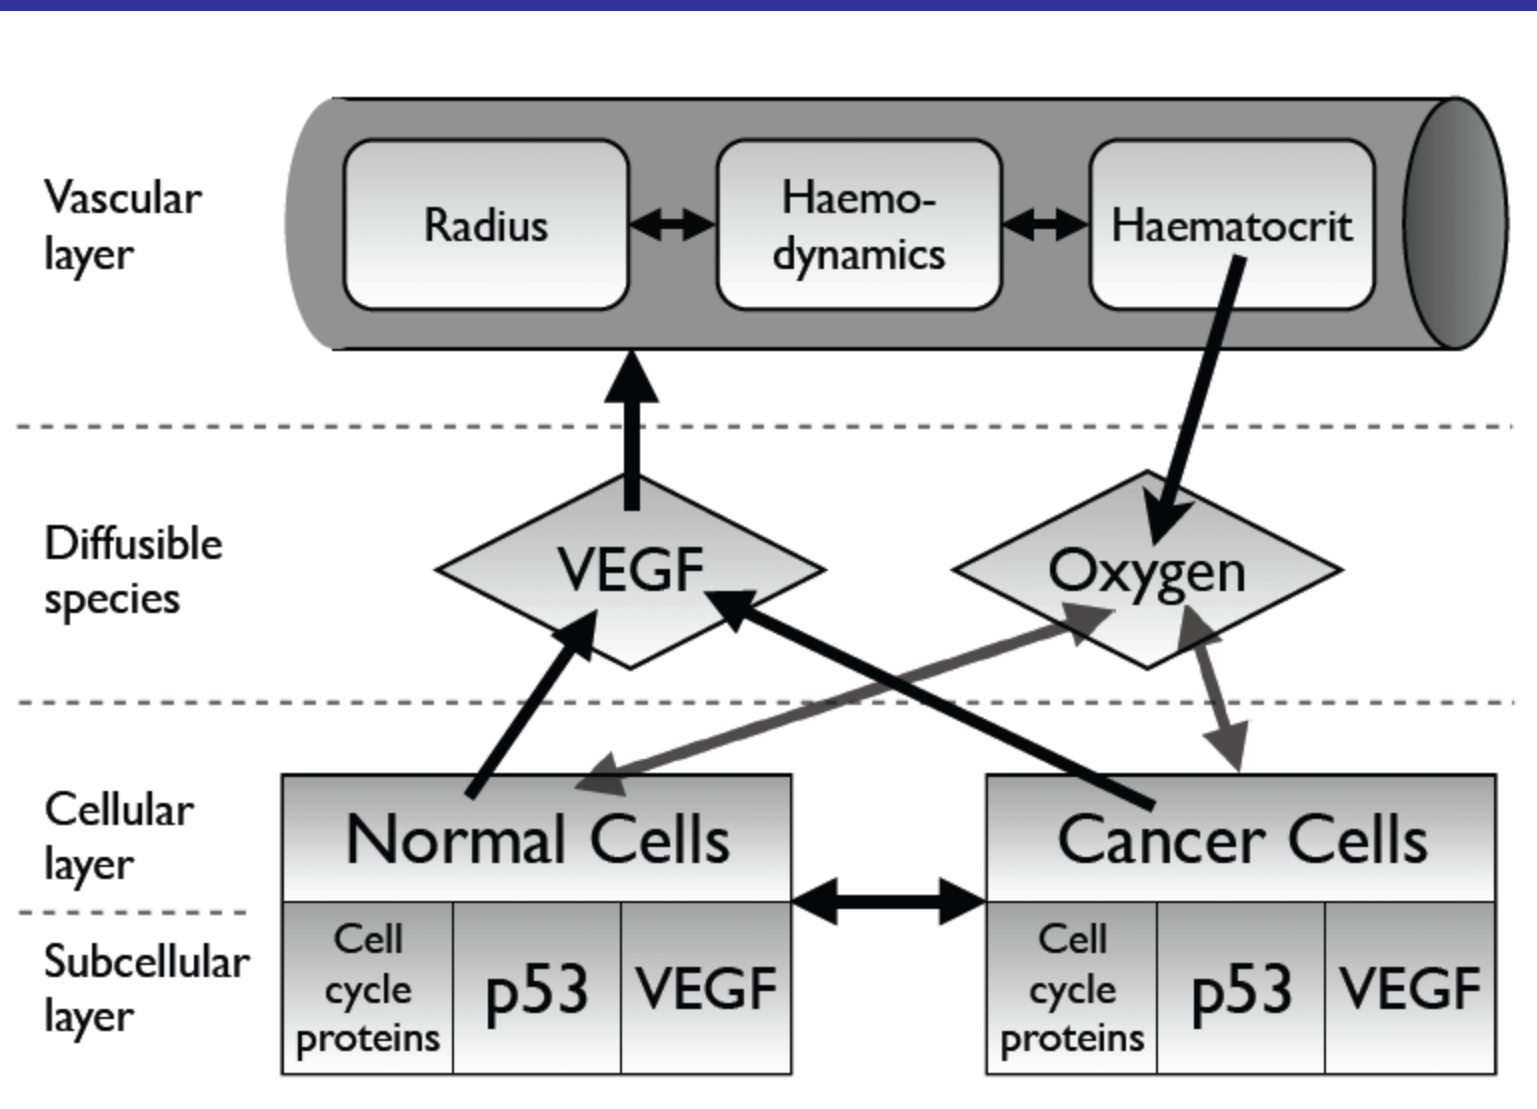 Vascular
layer
Radius
Haemo-
dynamics
Haematocrit
Diffusible
species
VEGF
Oxygen
Cellular
layer
Normal Cells
Cancer Cells
Subcellular
layer
Cell
cycle
proteins
p53
VEGF
Cell
cycle
proteins
p53
VEGF